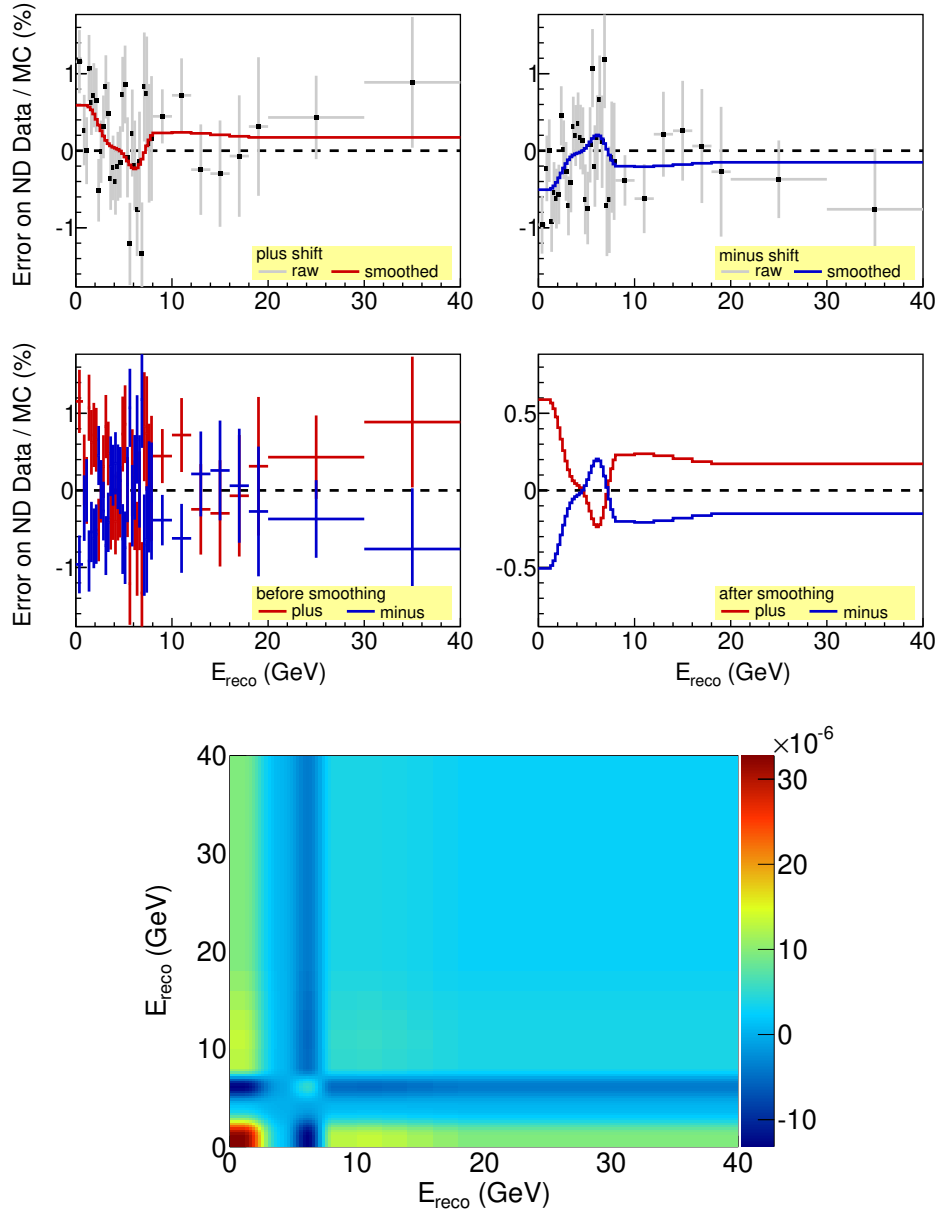 Error on ND Data / MC (%)
1
0
-1
plus shift
raw smoothed
0 10 20 30 40
1
0
-1
minus shift
raw smoothed
0 10 20 30 40
Error on ND Data / MC (%)
1
0
-1
before smoothing
plus minus
0 10 20 30 40
E_reco (GeV)
0.5
0
-0.5
after smoothing
plus minus
0 10 20 30 40
E_reco (GeV)
×10^-6
E_reco (GeV)
40
30
20
10
0
0 10 20 30 40
E_reco (GeV)
30
20
10
0
-10